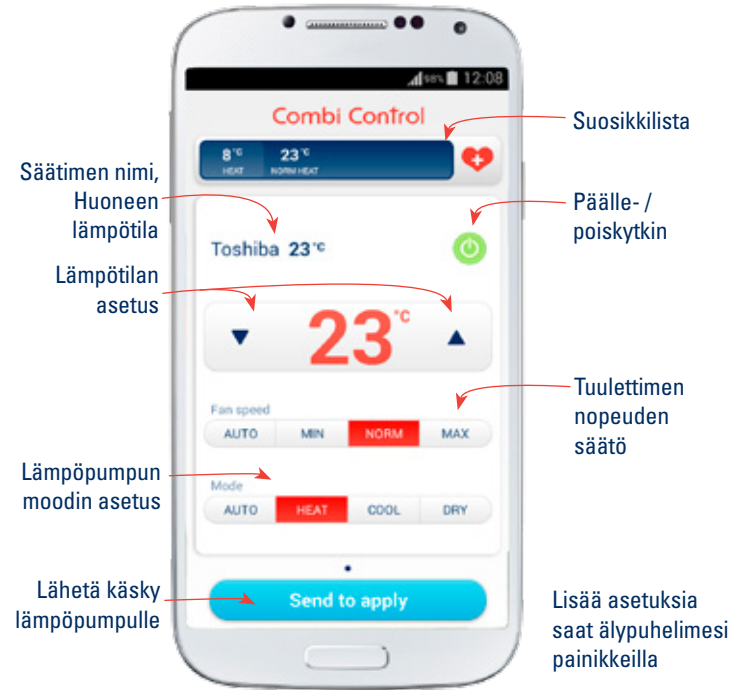 98% 12:08
Combi Control
8°C 23°C
HEAT NORM HEAT
Suosikkilista
Säätimen nimi,
Huoneen
lämpötila
Toshiba 23°C
Päälle- /
poiskytkin
Lämpötilan
asetus
23°C
Fan speed
AUTO MIN NORM MAX
Tuulettimen
nopeuden
säätö
Lämpöpumpun
moodin asetus
Mode
AUTO HEAT COOL DRY
Lähetä käsky
lämpöpumpulle
Send to apply
Lisää asetuksia
saat älypuhelimesi
painikkeilla